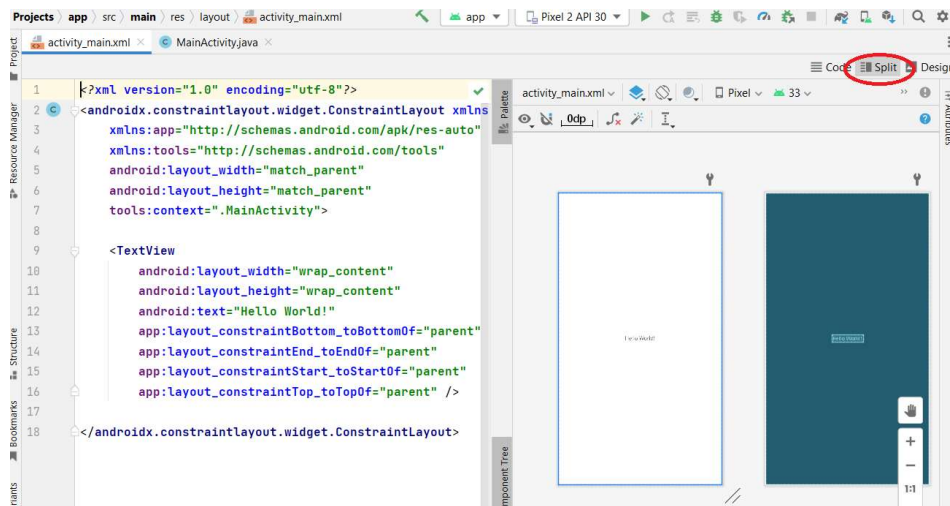 Projects app src main res layout activity_main.xml app Pixel 2 API 30
activity_main.xml MainActivity.java
Code Split Design
Project
Resource Manager
Structure
Bookmarks
1 <?xml version="1.0" encoding="utf-8"?>
2 <androidx.constraintlayout.widget.ConstraintLayout xmlns
3 xmlns:app="http://schemas.android.com/apk/res-auto"
4 xmlns:tools="http://schemas.android.com/tools"
5 android:layout_width="match_parent"
6 android:layout_height="match_parent"
7 tools:context=".MainActivity">
8
9 <TextView
10 android:layout_width="wrap_content"
11 android:layout_height="wrap_content"
12 android:text="Hello World!"
13 app:layout_constraintBottom_toBottomOf="parent"
14 app:layout_constraintEnd_toEndOf="parent"
15 app:layout_constraintStart_toStartOf="parent"
16 app:layout_constraintTop_toTopOf="parent" />
17
18 </androidx.constraintlayout.widget.ConstraintLayout>
Palette
activity_main.xml Pixel 33
0dp
Hello World!
Hello World!
1:1
Attributes